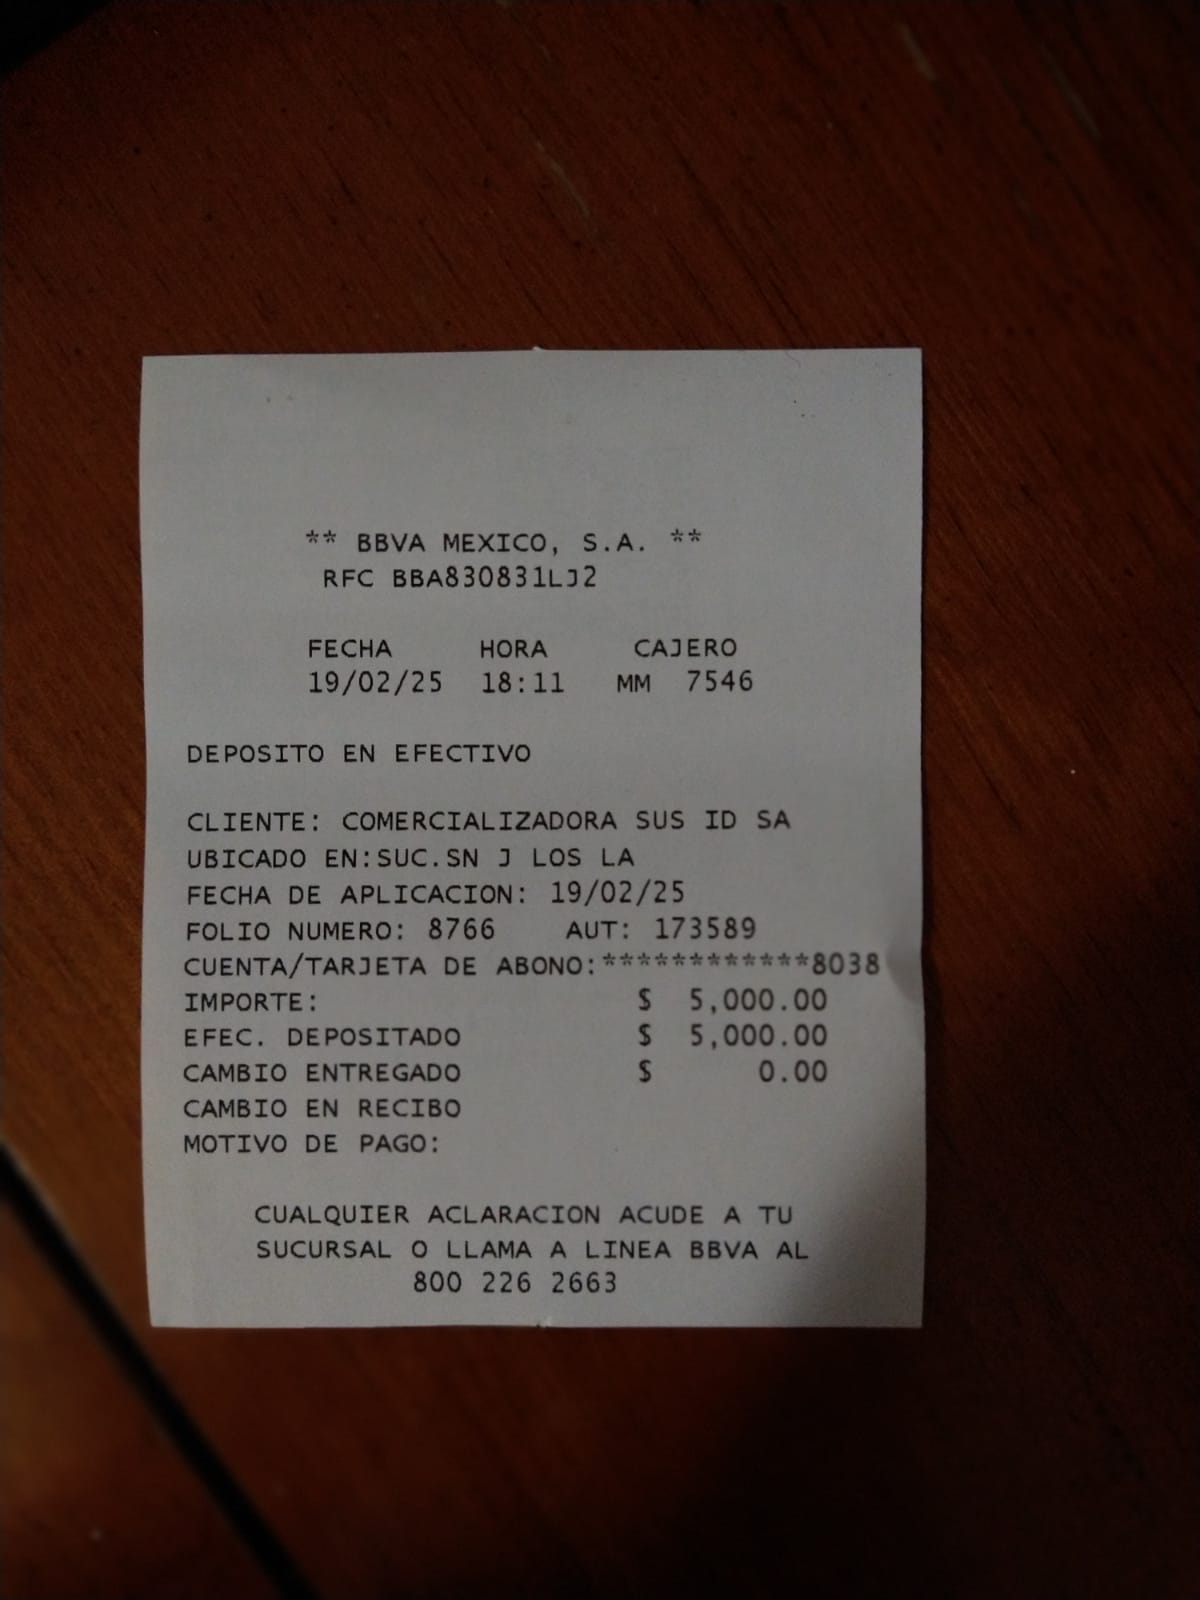 ** BBVA MEXICO, S.A. **
RFC BBA830831LJ2
FECHA HORA CAJERO
19/02/25 18:11 MM 7546
DEPOSITO EN EFECTIVO
CLIENTE: COMERCIALIZADORA SUS ID SA
UBICADO EN:SUC.SN J LOS LA
FECHA DE APLICACION: 19/02/25
FOLIO NUMERO: 8766 AUT: 173589
CUENTA/TARJETA DE ABONO:************8038
IMPORTE: $ 5,000.00
EFEC. DEPOSITADO $ 5,000.00
CAMBIO ENTREGADO $ 0.00
CAMBIO EN RECIBO
MOTIVO DE PAGO:
CUALQUIER ACLARACION ACUDE A TU
SUCURSAL O LLAMA A LINEA BBVA AL
800 226 2663